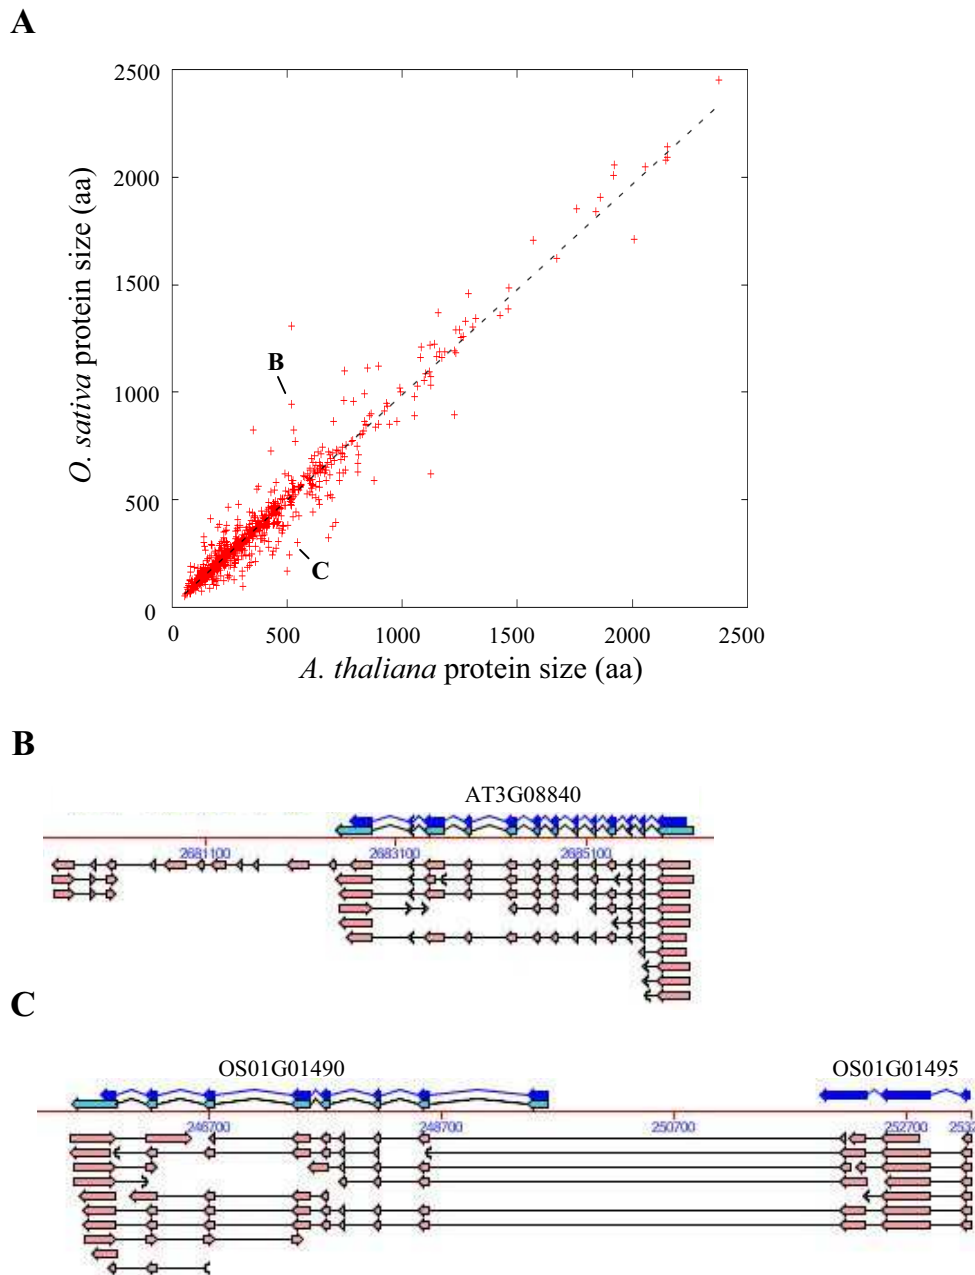 A
2500
2000
1500
1000
500
0
O. sativa protein size (aa)
B
C
0 500 1000 1500 2000 2500
A. thaliana protein size (aa)
B
AT3G08840
2681100 2683100 2685100
C
OS01G01490 OS01G01495
246700 248700 250700 252700 2532